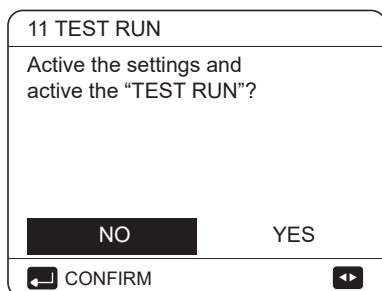 11 TEST RUN
Active the settings and
active the “TEST RUN”?
NO YES
CONFIRM